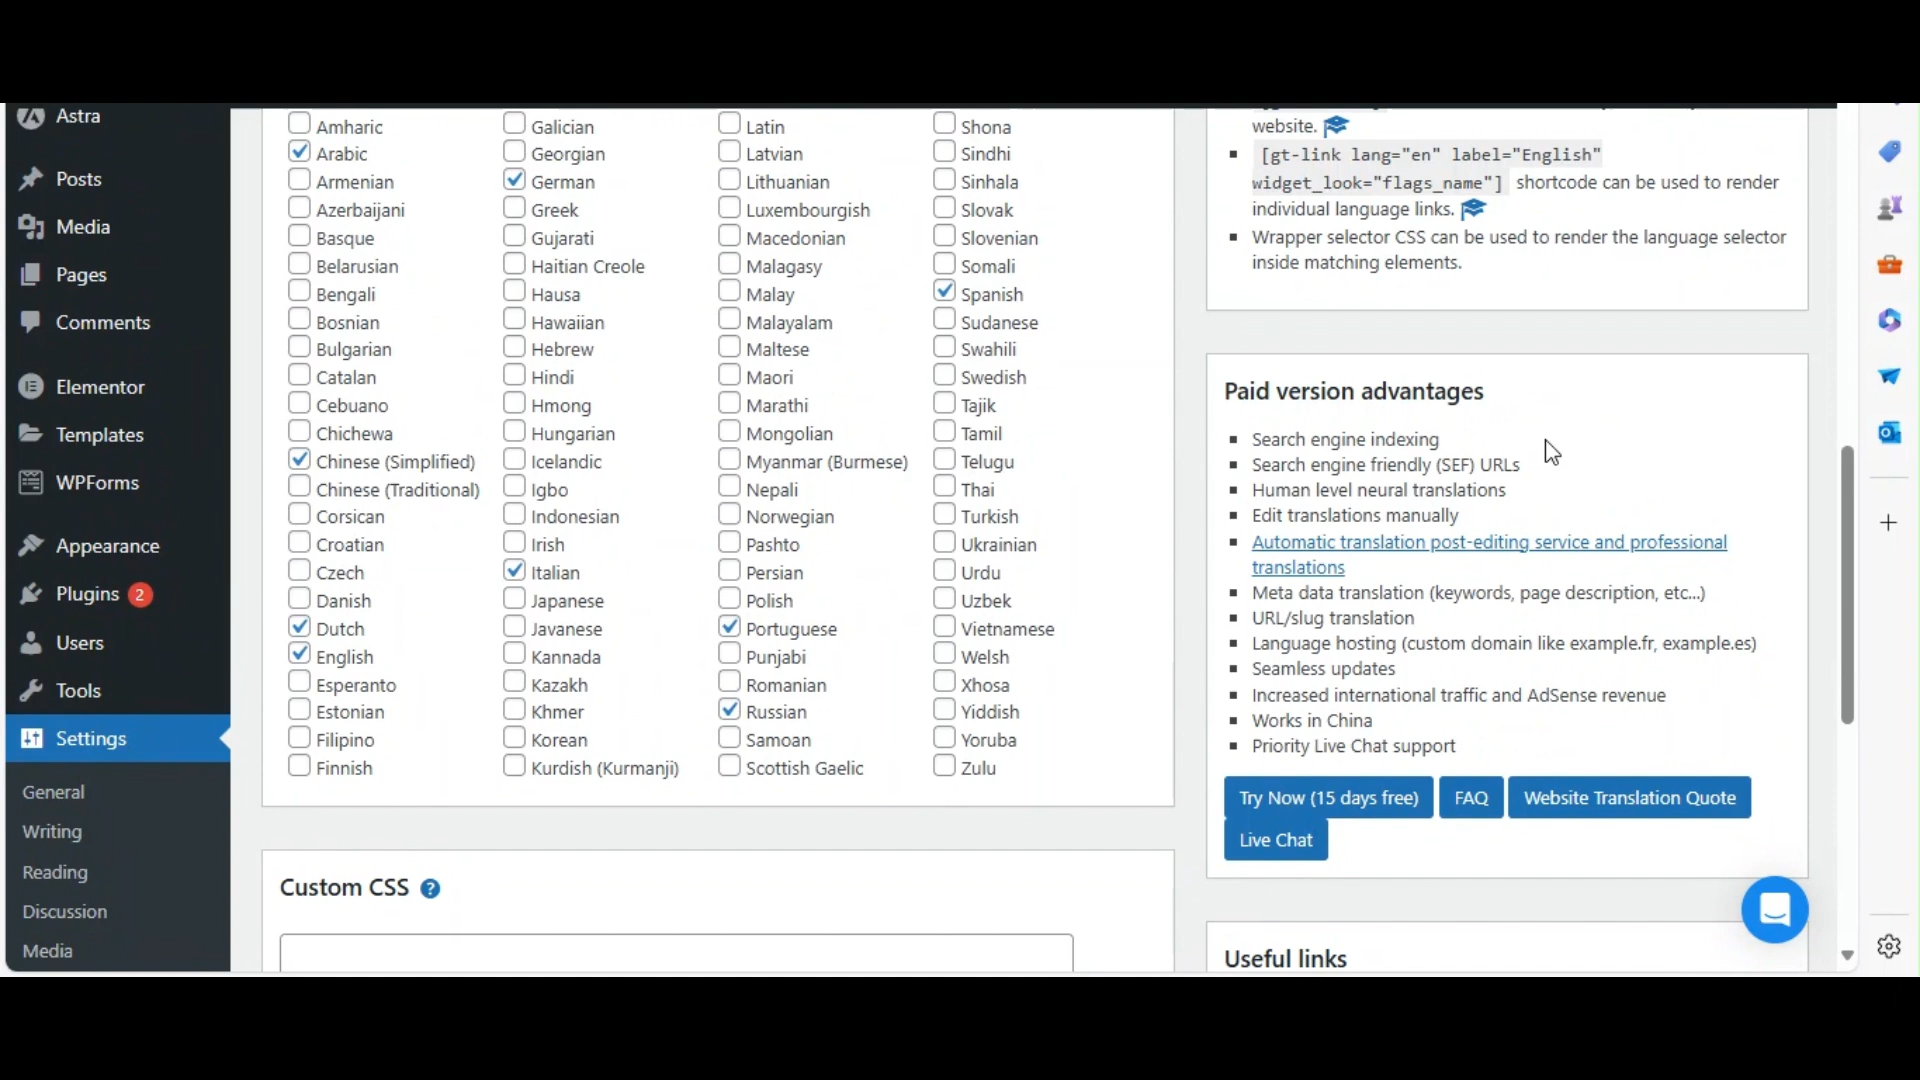 Astra
Posts
Media
Pages
Comments
Elementor
Templates
WPForms
Appearance
Plugins 2
Users
Tools
Settings
General
Writing
Reading
Discussion
Media
Amharic
Arabic
Armenian
Azerbaijani
Basque
Belarusian
Bengali
Bosnian
Bulgarian
Catalan
Cebuano
Chichewa
Chinese (Simplified)
Chinese (Traditional)
Corsican
Croatian
Czech
Danish
Dutch
English
Esperanto
Estonian
Filipino
Finnish
Galician
Georgian
German
Greek
Gujarati
Haitian Creole
Hausa
Hawaiian
Hebrew
Hindi
Hmong
Hungarian
Icelandic
Igbo
Indonesian
Irish
Italian
Japanese
Javanese
Kannada
Kazakh
Khmer
Korean
Kurdish (Kurmanji)
Latin
Latvian
Lithuanian
Luxembourgish
Macedonian
Malagasy
Malay
Malayalam
Maltese
Maori
Marathi
Mongolian
Myanmar (Burmese)
Nepali
Norwegian
Pashto
Persian
Polish
Portuguese
Punjabi
Romanian
Russian
Samoan
Scottish Gaelic
Shona
Sindhi
Sinhala
Slovak
Slovenian
Somali
Spanish
Sudanese
Swahili
Swedish
Tajik
Tamil
Telugu
Thai
Turkish
Ukrainian
Urdu
Uzbek
Vietnamese
Welsh
Xhosa
Yiddish
Yoruba
Zulu
Custom CSS ?
website.
[gt-link lang="en" label="English"
widget_look="flags_name"] shortcode can be used to render
individual language links.
Wrapper selector CSS can be used to render the language selector
inside matching elements.
Paid version advantages
Search engine indexing
Search engine friendly (SEF) URLs
Human level neural translations
Edit translations manually
Automatic translation post-editing service and professional
translations
Meta data translation (keywords, page description, etc...)
URL/slug translation
Language hosting (custom domain like example.fr, example.es)
Seamless updates
Increased international traffic and AdSense revenue
Works in China
Priority Live Chat support
Try Now (15 days free) FAQ Website Translation Quote
Live Chat
Useful links